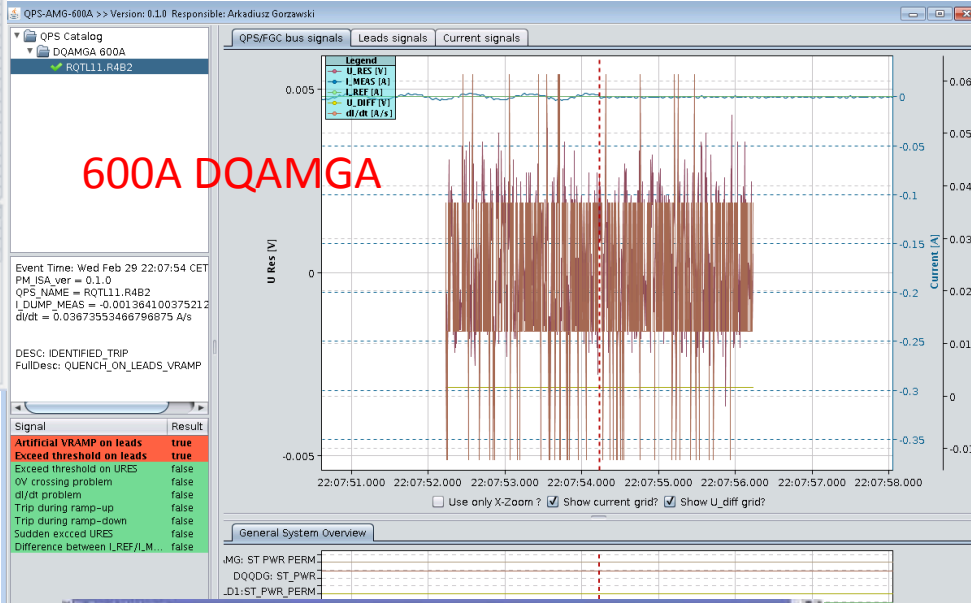 QPS-AMG-600A >> Version: 0.1.0 Responsible: Arkadiusz Gorzawski
QPS Catalog
DQAMGA 600A
RQTL11.R4B2
600A DQAMGA
Event Time: Wed Feb 29 22:07:54 CET
PM_ISA_ver = 0.1.0
QPS_NAME = RQTL11.R4B2
I_DUMP_MEAS = -0.001364100375212
dI/dt = 0.03673553466796875 A/s
DESC: IDENTIFIED_TRIP
FullDesc: QUENCH_ON_LEADS_VRAMP
Signal Result
Artificial VRAMP on leads true
Exceed threshold on leads true
Exceed threshold on URES false
0V crossing problem false
dI/dt problem false
Trip during ramp-up false
Trip during ramp-down false
Sudden excced URES false
Difference between I_REF/I_M... false
QPS/FGC bus signals Leads signals Current signals
Legend
U_RES [V]
I_MEAS [A]
I_REF [A]
U_DIFF [V]
dI/dt [A/s]
U Res [V]
0.005
0
-0.005
0
-0.05
-0.1
-0.15
-0.2
-0.25
-0.3
-0.35
Current [A]
0.06
0.05
0.04
0.03
0.02
0.01
0
-0.01
22:07:51.000 22:07:52.000 22:07:53.000 22:07:54.000 22:07:55.000 22:07:56.000 22:07:57.000 22:07:58.000
Use only X-Zoom ? Show current grid? Show U_diff grid?
General System Overview
.MG: ST PWR PERM
DQQDG: ST_PWR
.D1:ST_PWR_PERM